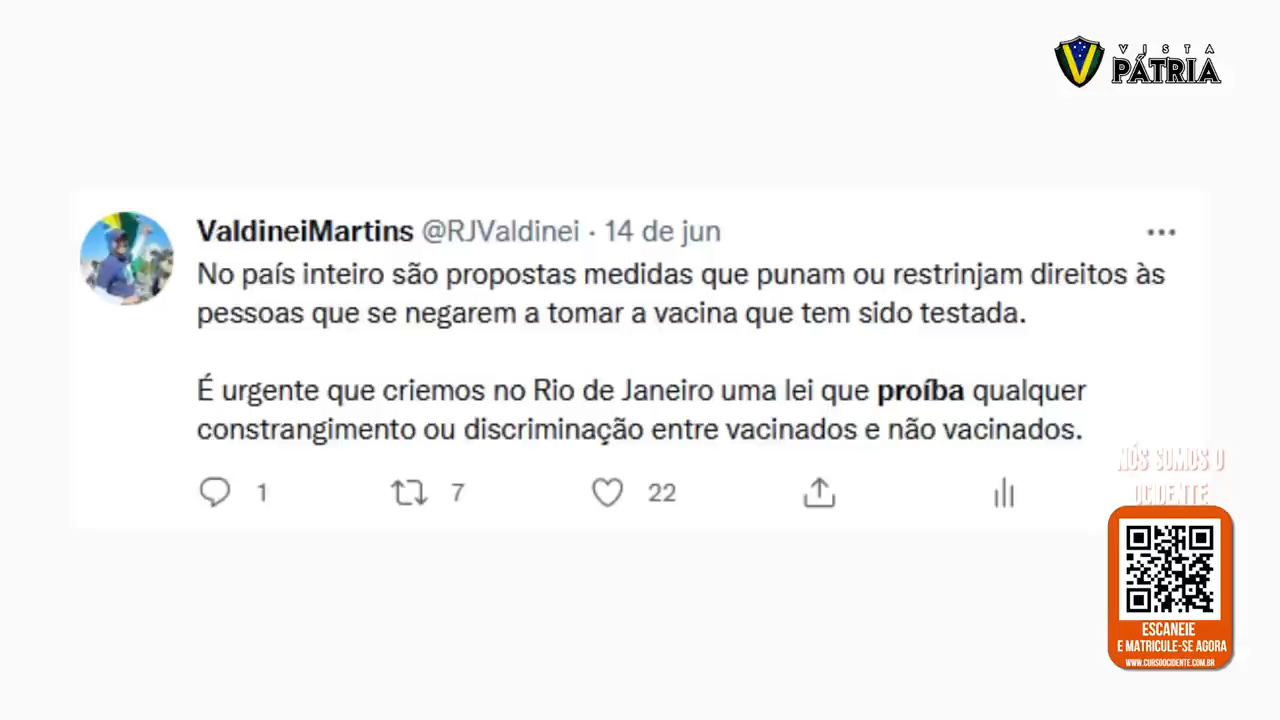 VISTA
PÁTRIA
ValdineiMartins @RJValdinei · 14 de jun
No país inteiro são propostas medidas que punam ou restrinjam direitos às
pessoas que se negarem a tomar a vacina que tem sido testada.
É urgente que criemos no Rio de Janeiro uma lei que proíba qualquer
constrangimento ou discriminação entre vacinados e não vacinados.
1 7 22
NÓS SOMOS O
OCIDENTE
ESCANEIE
E MATRICULE-SE AGORA
WWW.CURSOOCIDENTE.COM.BR